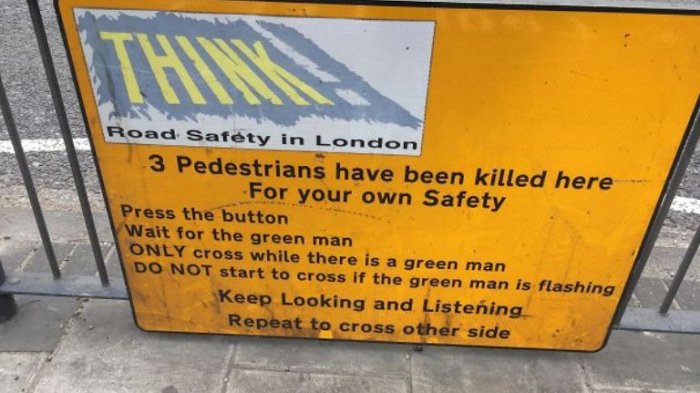 THINK!
Road Safety in London
3 Pedestrians have been killed here
For your own Safety
Press the button
Wait for the green man
ONLY cross while there is a green man
DO NOT start to cross if the green man is flashing
Keep Looking and Listening
Repeat to cross other side